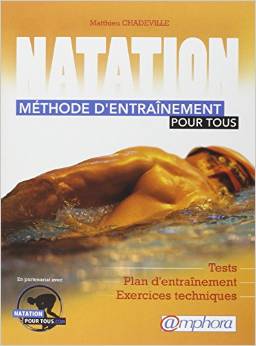 Matthieu CHADEVILLE
NATATION
MÉTHODE D'ENTRAÎNEMENT
POUR TOUS
Tests
Plan d'entraînement
Exercices techniques
En partenariat avec
NATATION
POUR TOUS.COM
@mphora